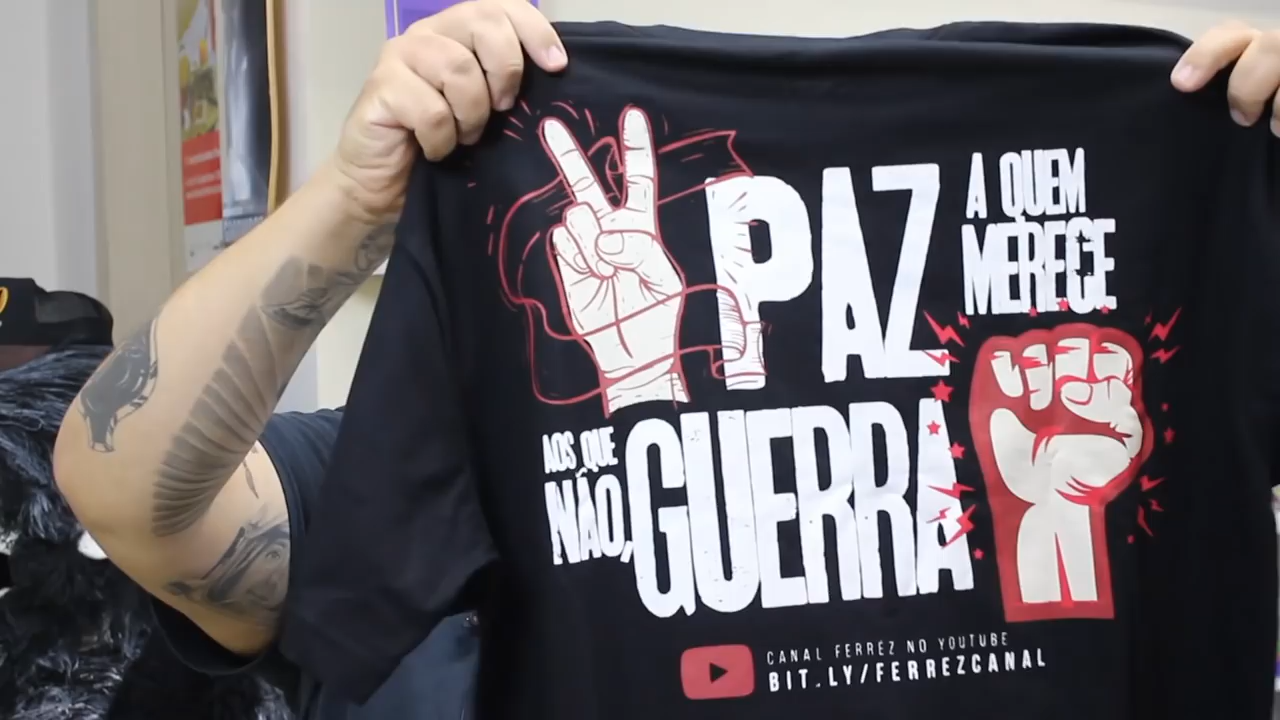 PAZ
A QUEM
MERECE
AOS QUE
NÃO,
GUERRA
CANAL FERRÉZ NO YOUTUBE
BIT.LY/FERREZCANAL